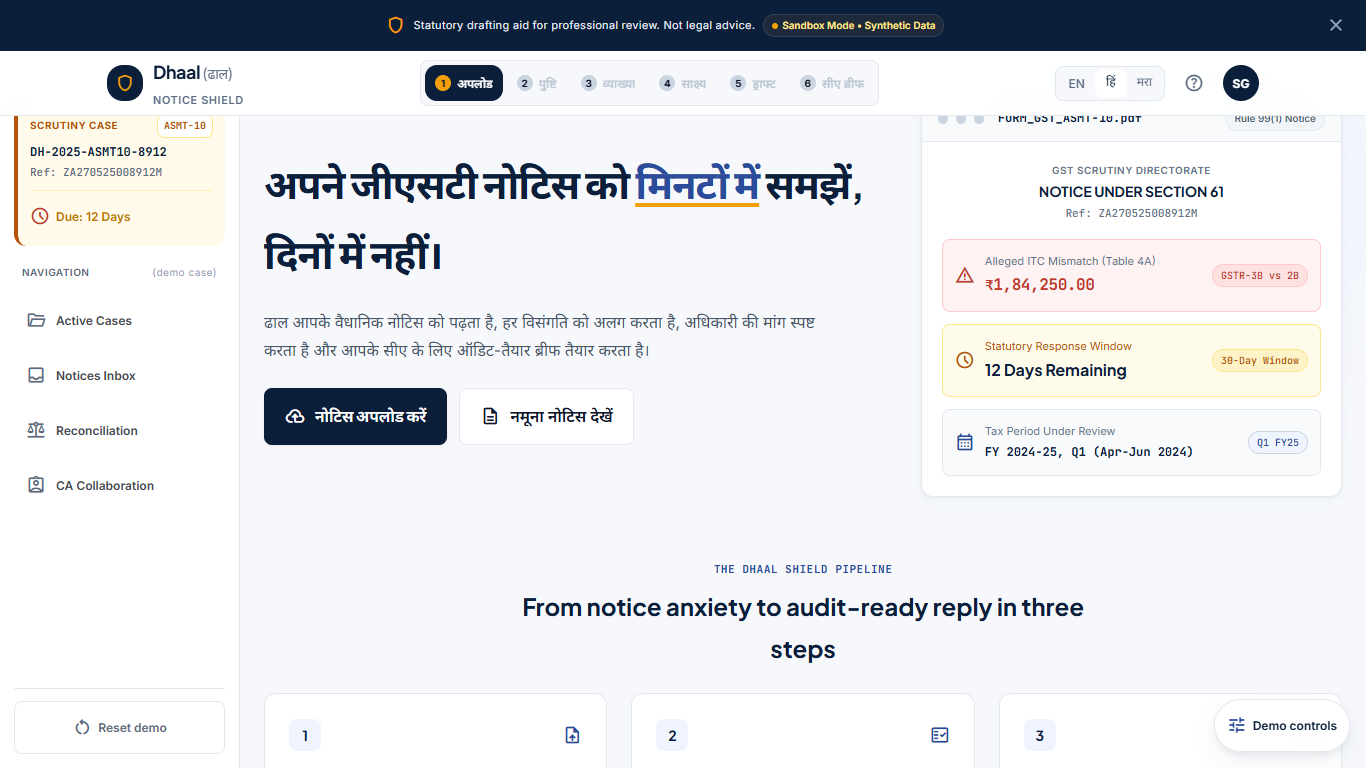 Statutory drafting aid for professional review. Not legal advice. Sandbox Mode • Synthetic Data
Dhaal (ढाल)
NOTICE SHIELD
1 अपलोड 2 पुष्टि 3 व्याख्या 4 साक्ष्य 5 ड्राफ्ट 6 सीए ब्रीफ
EN हिं मरा
SG
SCRUTINY CASE ASMT-10
DH-2025-ASMT10-8912
Ref: ZA270525008912M
Due: 12 Days
NAVIGATION (demo case)
Active Cases
Notices Inbox
Reconciliation
CA Collaboration
Reset demo
अपने जीएसटी नोटिस को मिनटों में समझें,
दिनों में नहीं।
ढाल आपके वैधानिक नोटिस को पढ़ता है, हर विसंगति को अलग करता है, अधिकारी की मांग स्पष्ट
करता है और आपके सीए के लिए ऑडिट-तैयार ब्रीफ तैयार करता है।
नोटिस अपलोड करें
नमूना नोटिस देखें
FORM_GST_ASMT-10.pdf Rule 99(1) Notice
GST SCRUTINY DIRECTORATE
NOTICE UNDER SECTION 61
Ref: ZA270525008912M
Alleged ITC Mismatch (Table 4A)
₹1,84,250.00
GSTR-3B vs 2B
Statutory Response Window
12 Days Remaining
30-Day Window
Tax Period Under Review
FY 2024-25, Q1 (Apr-Jun 2024)
Q1 FY25
THE DHAAL SHIELD PIPELINE
From notice anxiety to audit-ready reply in three
steps
1
2
3
Demo controls